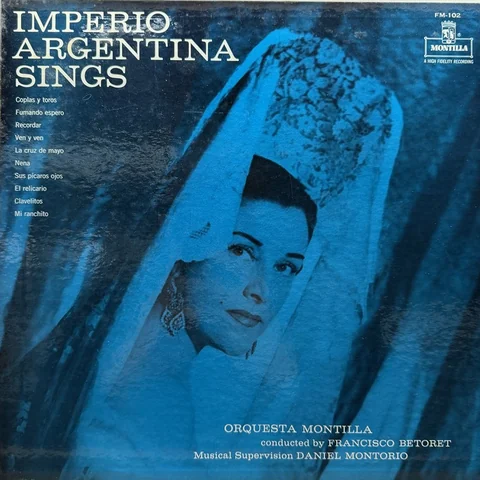 IMPERIO
ARGENTINA
SINGS
Coplas y toros
Fumando espero
Recordar
Ven y ven
La cruz de mayo
Nena
Sus pícaros ojos
El relicario
Clavelitos
Mi ranchito
FM-102
MONTILLA
A HIGH FIDELITY RECORDING
ORQUESTA MONTILLA
conducted by FRANCISCO BETORET
Musical Supervision DANIEL MONTORIO